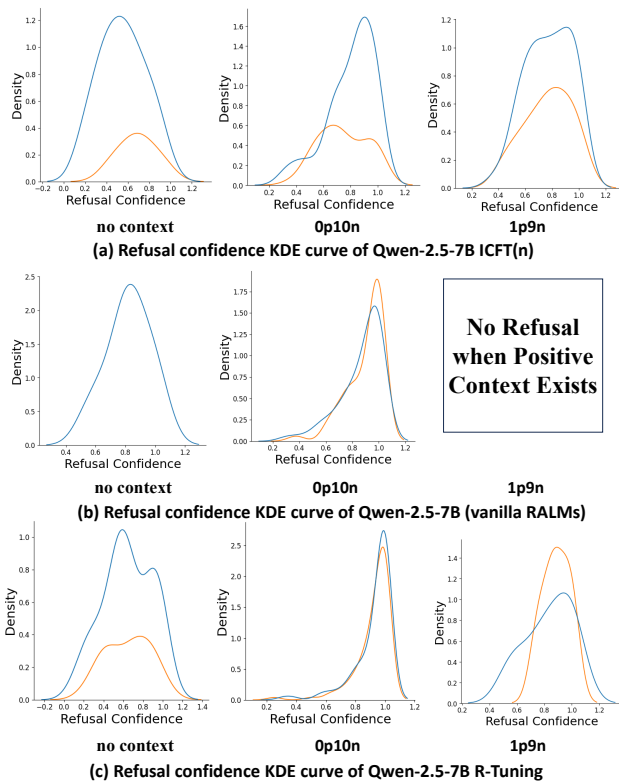 1.2
1.0
0.8
0.6
0.4
0.2
0.0
Density
−0.2 0.0 0.2 0.4 0.6 0.8 1.0 1.2
Refusal Confidence
no context
1.6
1.4
1.2
1.0
0.8
0.6
0.4
0.2
0.0
Density
0.2 0.4 0.6 0.8 1.0 1.2
Refusal Confidence
0p10n
1.2
1.0
0.8
0.6
0.4
0.2
0.0
Density
0.2 0.4 0.6 0.8 1.0 1.2
Refusal Confidence
1p9n
(a) Refusal confidence KDE curve of Qwen-2.5-7B ICFT(n)
2.5
2.0
1.5
1.0
0.5
0.0
Density
0.4 0.6 0.8 1.0 1.2
Refusal Confidence
no context
1.75
1.50
1.25
1.00
0.75
0.50
0.25
0.00
Density
0.2 0.4 0.6 0.8 1.0 1.2
Refusal Confidence
0p10n
No Refusal
when Positive
Context Exists
1p9n
(b) Refusal confidence KDE curve of Qwen-2.5-7B (vanilla RALMs)
1.0
0.8
0.6
0.4
0.2
0.0
Density
−0.2 0.0 0.2 0.4 0.6 0.8 1.0 1.2 1.4
Refusal Confidence
no context
2.5
2.0
1.5
1.0
0.5
0.0
Density
0.2 0.4 0.6 0.8 1.0
Refusal Confidence
0p10n
1.6
1.4
1.2
1.0
0.8
0.6
0.4
0.2
0.0
Density
0.2 0.4 0.6 0.8 1.0 1.2
Refusal Confidence
1p9n
(c) Refusal confidence KDE curve of Qwen-2.5-7B R-Tuning